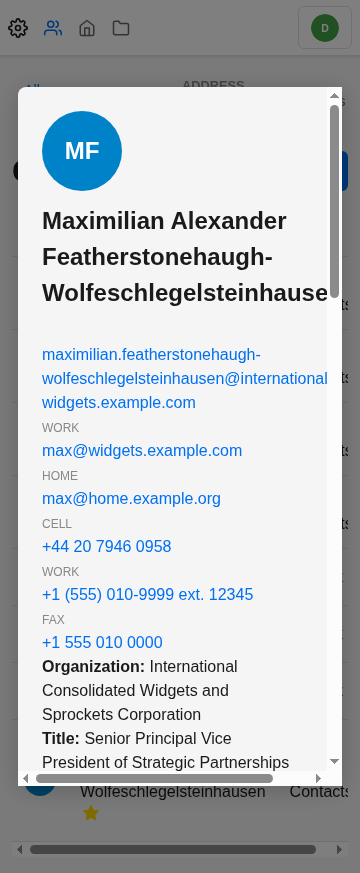 D
All
ADDRESS
MF
Maximilian Alexander
Featherstonehaugh-
Wolfeschlegelsteinhause
maximilian.featherstonehaugh-
wolfeschlegelsteinhausen@international
widgets.example.com
WORK
max@widgets.example.com
HOME
max@home.example.org
CELL
+44 20 7946 0958
WORK
+1 (555) 010-9999 ext. 12345
FAX
+1 555 010 0000
Organization: International
Consolidated Widgets and
Sprockets Corporation
Title: Senior Principal Vice
President of Strategic Partnerships
Wolfeschlegelsteinhausen Contacts